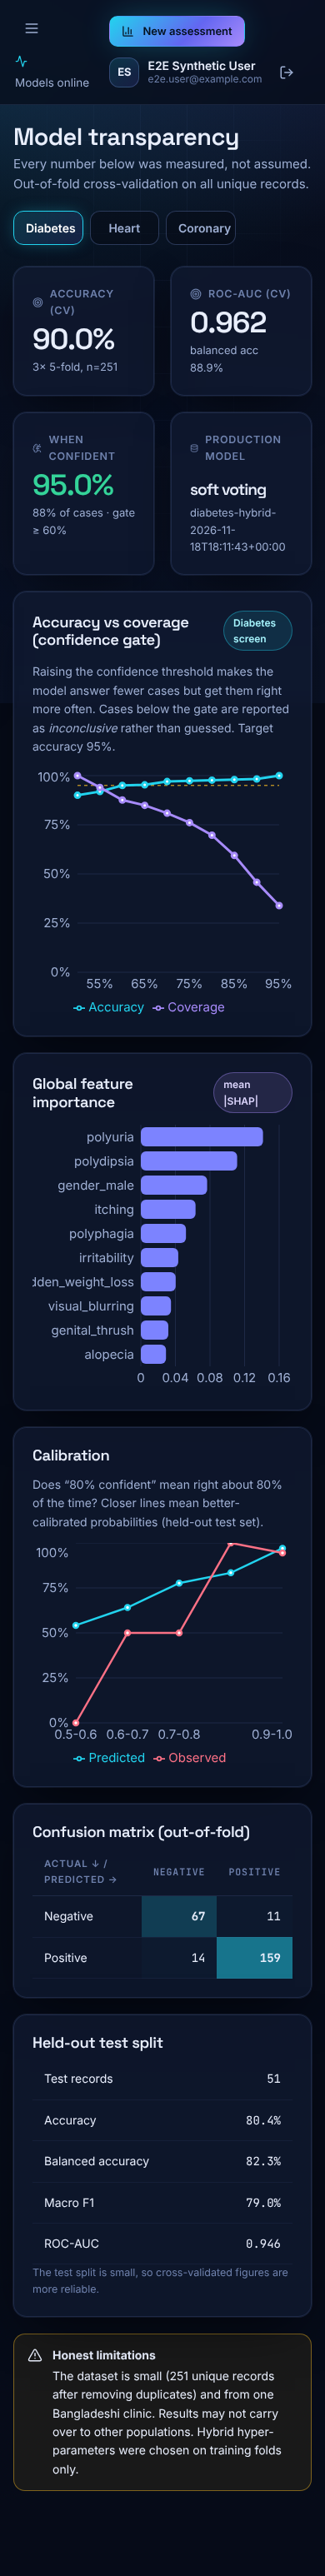 New assessment
Models online
ES
E2E Synthetic User
e2e.user@example.com
Model transparency
Every number below was measured, not assumed.
Out-of-fold cross-validation on all unique records.
Diabetes
Heart
Coronary
ACCURACY
(CV)
90.0%
3× 5-fold, n=251
ROC-AUC (CV)
0.962
balanced acc
88.9%
WHEN
CONFIDENT
95.0%
88% of cases · gate
≥ 60%
PRODUCTION
MODEL
soft voting
diabetes-hybrid-
2026-11-
18T18:11:43+00:00
Accuracy vs coverage
(confidence gate)
Diabetes
screen
Raising the confidence threshold makes the
model answer fewer cases but get them right
more often. Cases below the gate are reported
as inconclusive rather than guessed. Target
accuracy 95%.
100%
75%
50%
25%
0%
55% 65% 75% 85% 95%
Accuracy Coverage
Global feature
importance
mean
|SHAP|
polyuria
polydipsia
gender_male
itching
polyphagia
irritability
dden_weight_loss
visual_blurring
genital_thrush
alopecia
0 0.04 0.08 0.12 0.16
Calibration
Does “80% confident” mean right about 80%
of the time? Closer lines mean better-
calibrated probabilities (held-out test set).
100%
75%
50%
25%
0%
0.5-0.6 0.6-0.7 0.7-0.8 0.9-1.0
Predicted Observed
Confusion matrix (out-of-fold)
ACTUAL ↓ /
PREDICTED →
NEGATIVE POSITIVE
Negative 67 11
Positive 14 159
Held-out test split
Test records 51
Accuracy 80.4%
Balanced accuracy 82.3%
Macro F1 79.0%
ROC-AUC 0.946
The test split is small, so cross-validated figures are
more reliable.
Honest limitations
The dataset is small (251 unique records
after removing duplicates) and from one
Bangladeshi clinic. Results may not carry
over to other populations. Hybrid hyper-
parameters were chosen on training folds
only.